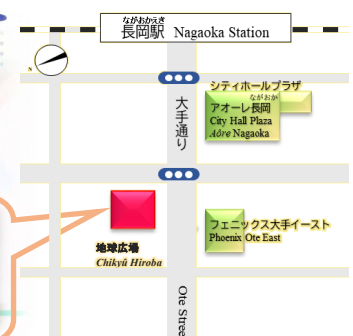 ながおかえき
長岡駅 Nagaoka Station
N
シティホールプラザ
ながおか
アオーレ長岡
City Hall Plaza
Aôre Nagaoka
大手通り
フェニックス大手イースト
Phoenix Ote East
地球広場
Chikyû Hiroba
Ote Stree